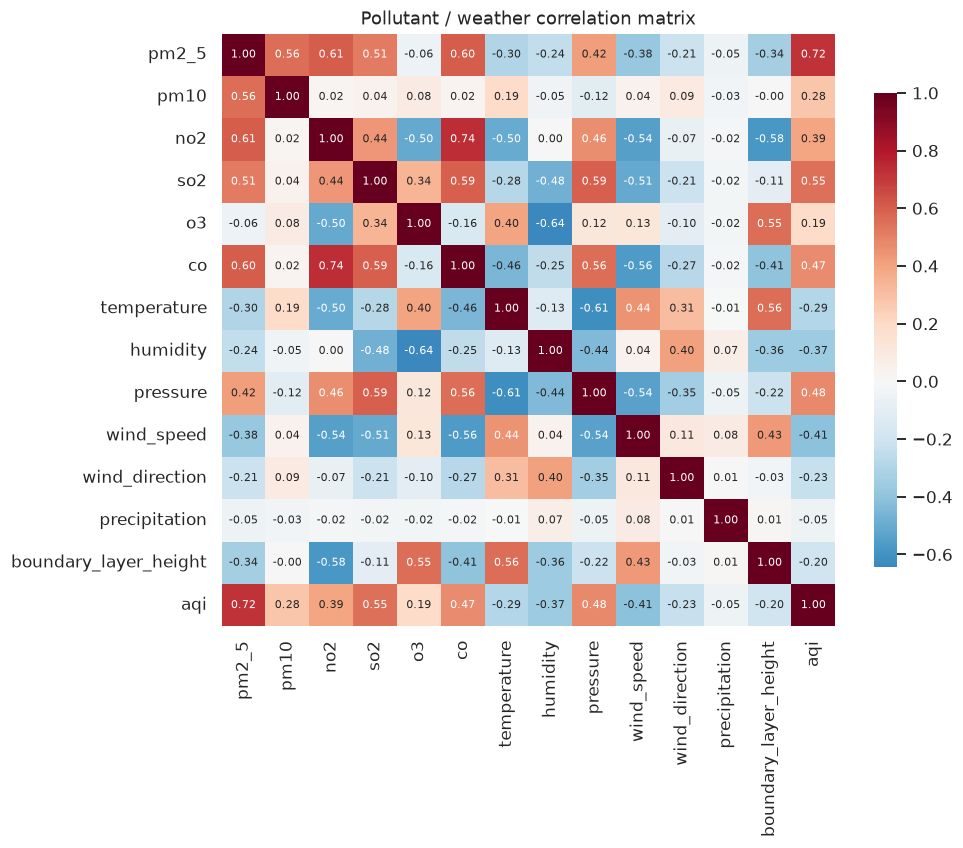 Pollutant / weather correlation matrix
pm2_5 1.00 0.56 0.61 0.51 -0.06 0.60 -0.30 -0.24 0.42 -0.38 -0.21 -0.05 -0.34 0.72
pm10 0.56 1.00 0.02 0.04 0.08 0.02 0.19 -0.05 -0.12 0.04 0.09 -0.03 -0.00 0.28
no2 0.61 0.02 1.00 0.44 -0.50 0.74 -0.50 0.00 0.46 -0.54 -0.07 -0.02 -0.58 0.39
so2 0.51 0.04 0.44 1.00 0.34 0.59 -0.28 -0.48 0.59 -0.51 -0.21 -0.02 -0.11 0.55
o3 -0.06 0.08 -0.50 0.34 1.00 -0.16 0.40 -0.64 0.12 0.13 -0.10 -0.02 0.55 0.19
co 0.60 0.02 0.74 0.59 -0.16 1.00 -0.46 -0.25 0.56 -0.56 -0.27 -0.02 -0.41 0.47
temperature -0.30 0.19 -0.50 -0.28 0.40 -0.46 1.00 -0.13 -0.61 0.44 0.31 -0.01 0.56 -0.29
humidity -0.24 -0.05 0.00 -0.48 -0.64 -0.25 -0.13 1.00 -0.44 0.04 0.40 0.07 -0.36 -0.37
pressure 0.42 -0.12 0.46 0.59 0.12 0.56 -0.61 -0.44 1.00 -0.54 -0.35 -0.05 -0.22 0.48
wind_speed -0.38 0.04 -0.54 -0.51 0.13 -0.56 0.44 0.04 -0.54 1.00 0.11 0.08 0.43 -0.41
wind_direction -0.21 0.09 -0.07 -0.21 -0.10 -0.27 0.31 0.40 -0.35 0.11 1.00 0.01 -0.03 -0.23
precipitation -0.05 -0.03 -0.02 -0.02 -0.02 -0.02 -0.01 0.07 -0.05 0.08 0.01 1.00 0.01 -0.05
boundary_layer_height -0.34 -0.00 -0.58 -0.11 0.55 -0.41 0.56 -0.36 -0.22 0.43 -0.03 0.01 1.00 -0.20
aqi 0.72 0.28 0.39 0.55 0.19 0.47 -0.29 -0.37 0.48 -0.41 -0.23 -0.05 -0.20 1.00
pm2_5
pm10
no2
so2
o3
co
temperature
humidity
pressure
wind_speed
wind_direction
precipitation
boundary_layer_height
aqi
1.0
0.8
0.6
0.4
0.2
0.0
−0.2
−0.4
−0.6